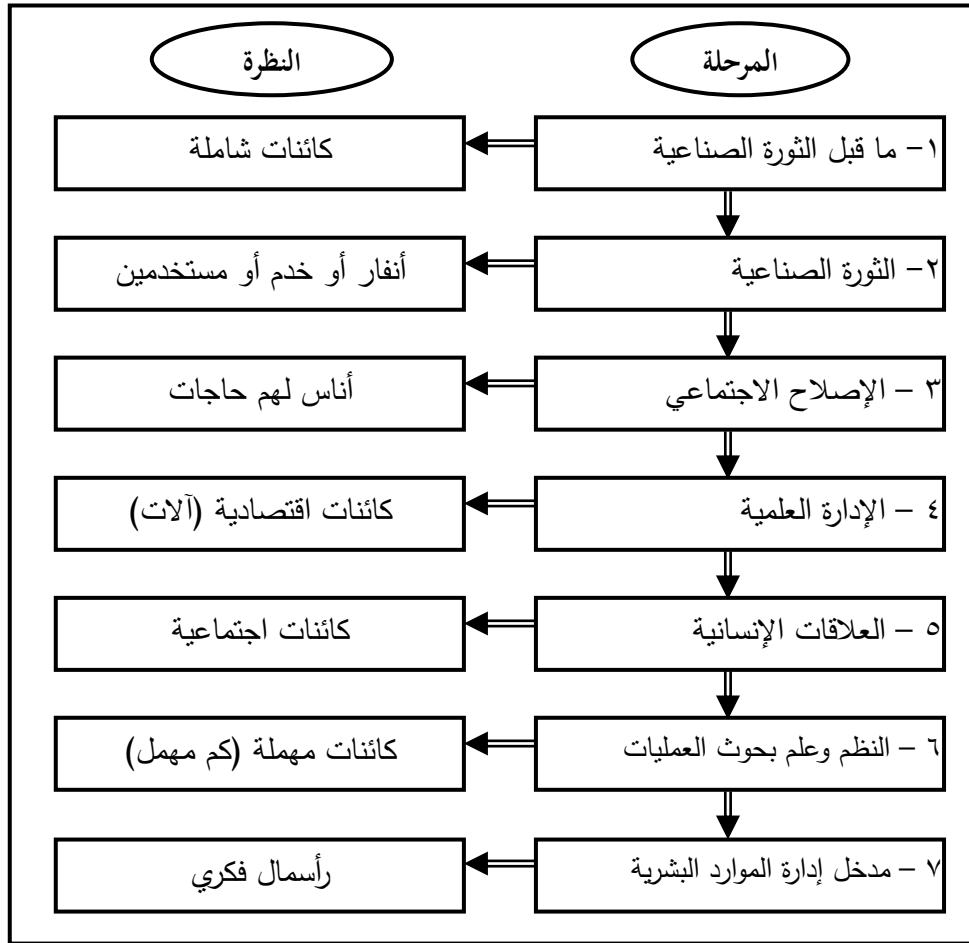 المرحلة
النظرة
١- ما قبل الثورة الصناعية
كائنات شاملة
٢- الثورة الصناعية
أنفار أو خدم أو مستخدمين
٣ – الإصلاح الاجتماعي
أناس لهم حاجات
٤ – الإدارة العلمية
كائنات اقتصادية (آلات)
٥ – العلاقات الإنسانية
كائنات اجتماعية
٦ – النظم وعلم بحوث العمليات
كائنات مهملة (كم مهمل)
٧ – مدخل إدارة الموارد البشرية
رأسمال فكري